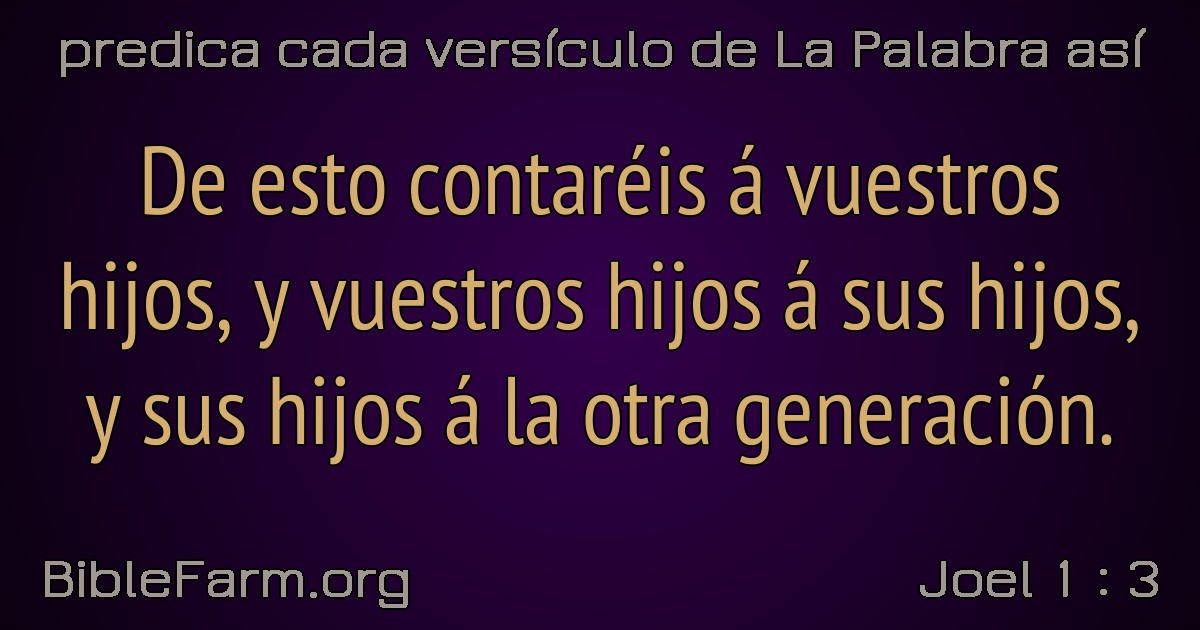 predica cada versículo de La Palabra así
De esto contaréis á vuestros
hijos, y vuestros hijos á sus hijos,
y sus hijos á la otra generación.
BibleFarm.org
Joel 1 : 3